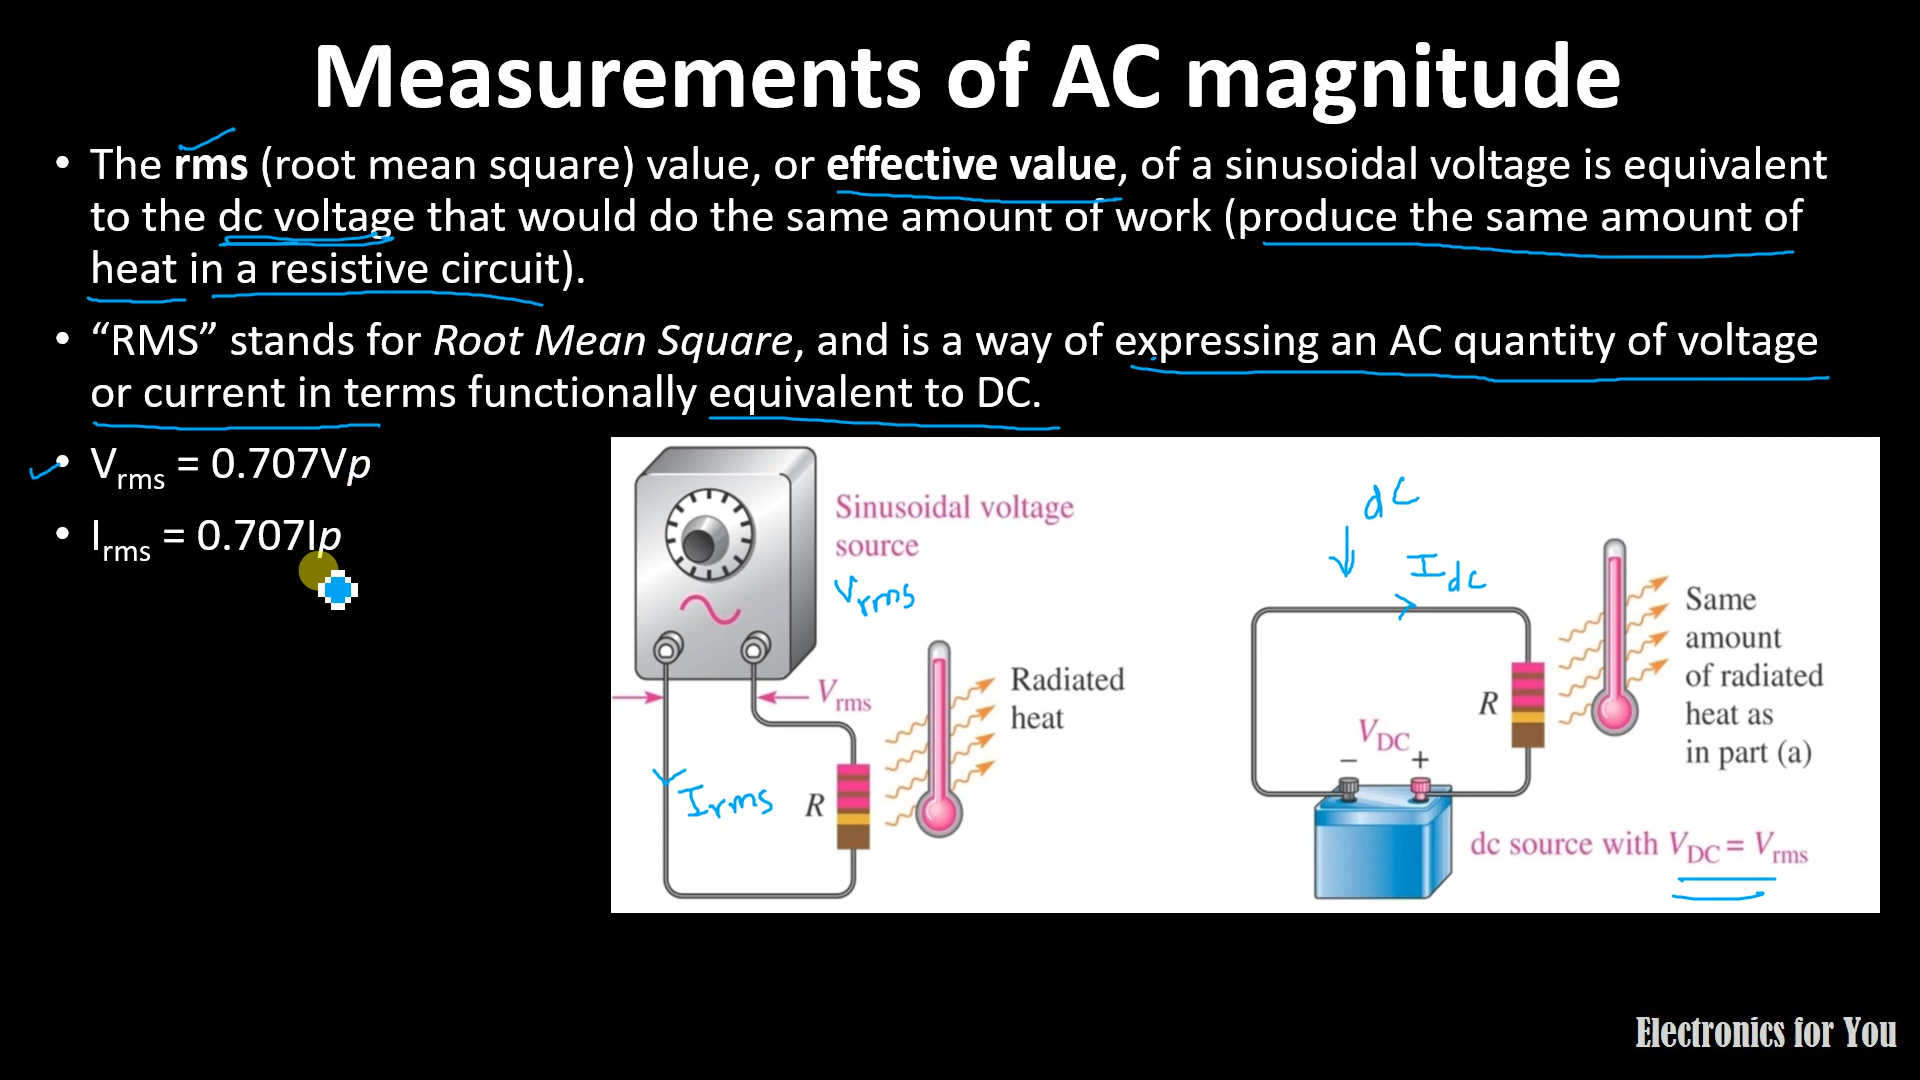 Measurements of AC magnitude
• The rms (root mean square) value, or effective value, of a sinusoidal voltage is equivalent
to the dc voltage that would do the same amount of work (produce the same amount of
heat in a resistive circuit).
• “RMS” stands for Root Mean Square, and is a way of expressing an AC quantity of voltage
or current in terms functionally equivalent to DC.
• Vrms = 0.707Vp
• Irms = 0.707Ip
Sinusoidal voltage
source
Vrms
Vrms
Radiated
heat
Irms
R
dC
Idc
Same
amount
of radiated
heat as
in part (a)
R
VDC
− +
dc source with VDC = Vrms
Electronics for You